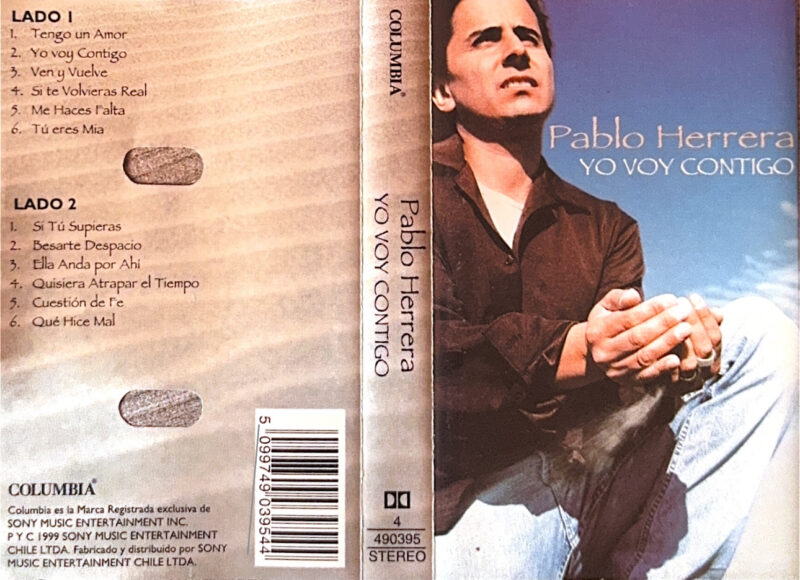 LADO 1
1. Tengo un Amor
2. Yo voy Contigo
3. Ven y Vuelve
4. Si te Volvieras Real
5. Me Haces Falta
6. Tú eres Mia
LADO 2
1. Si Tú Supieras
2. Besarte Despacio
3. Ella Anda por Ahí
4. Quisiera Atrapar el Tiempo
5. Cuestión de Fe
6. Qué Hice Mal
COLUMBIA®
Columbia es la Marca Registrada exclusiva de
SONY MUSIC ENTERTAINMENT INC.
P Y C 1999 SONY MUSIC ENTERTAINMENT
CHILE LTDA. Fabricado y distribuido por SONY
MUSIC ENTERTAINMENT CHILE LTDA.
5 099749 039544
COLUMBIA®
Pablo Herrera
YO VOY CONTIGO
4
490395
STEREO
Pablo Herrera
YO VOY CONTIGO